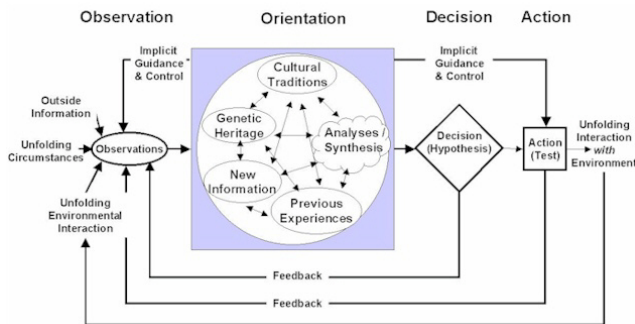 Observation
Orientation
Decision
Action
Implicit
Guidance
& Control
Cultural
Traditions
Implicit
Guidance
& Control
Outside
Information
Genetic
Heritage
Analyses /
Synthesis
Unfolding
Circumstances
Observations
Decision
(Hypothesis)
Action
(Test)
Unfolding
Interaction
with
Environment
New
Information
Previous
Experiences
Unfolding
Environmental
Interaction
Feedback
Feedback